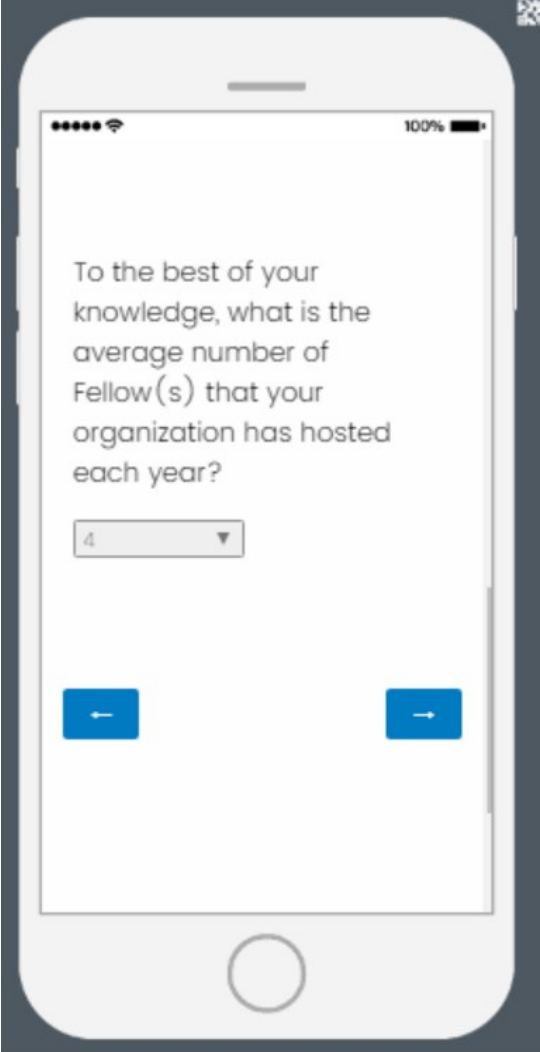 100%
To the best of your
knowledge, what is the
average number of
Fellow(s) that your
organization has hosted
each year?
4